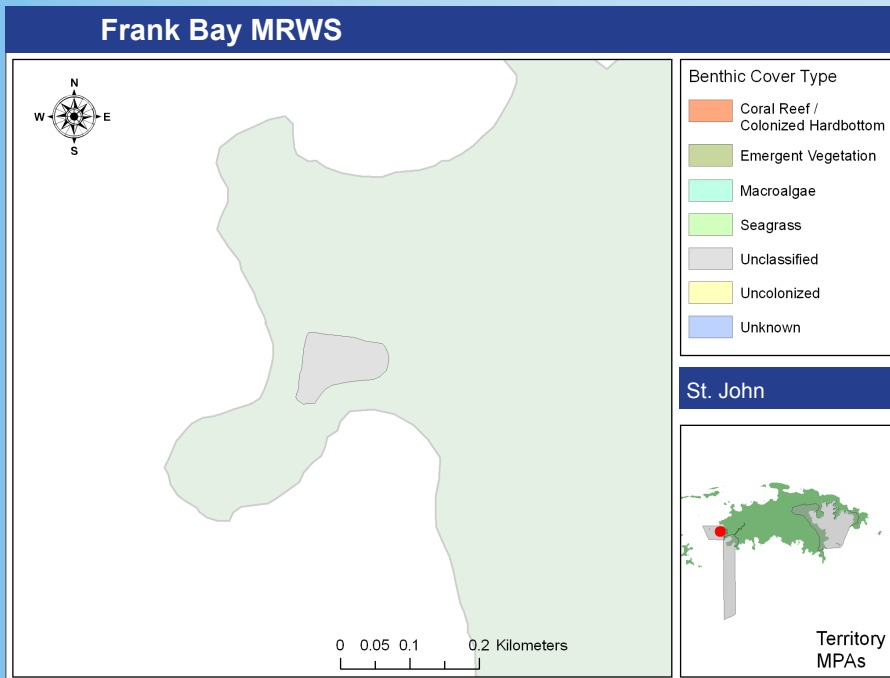 Frank Bay MRWS
N
W E
S
Benthic Cover Type
Coral Reef /
Colonized Hardbottom
Emergent Vegetation
Macroalgae
Seagrass
Unclassified
Uncolonized
Unknown
St. John
0 0.05 0.1 0.2 Kilometers
Territory
MPAs